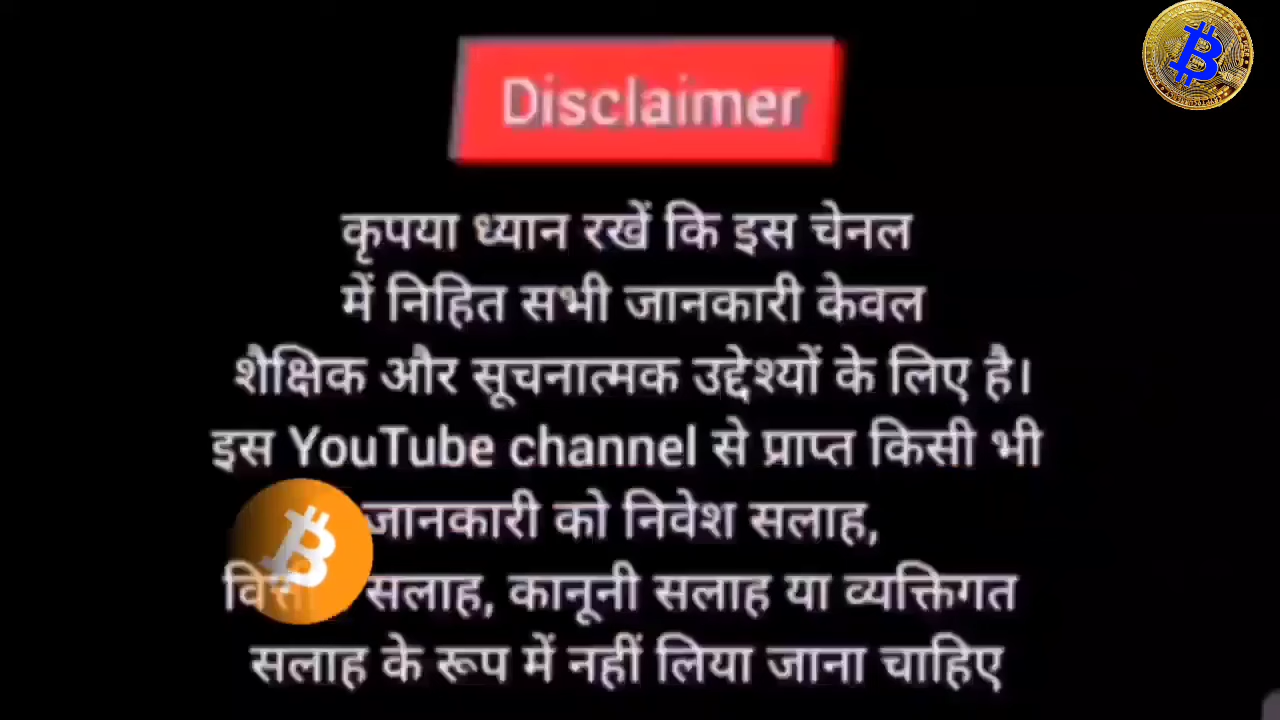 Disclaimer
कृपया ध्यान रखें कि इस चेनल
में निहित सभी जानकारी केवल
शैक्षिक और सूचनात्मक उद्देश्यों के लिए है।
इस YouTube channel से प्राप्त किसी भी
जानकारी को निवेश सलाह,
सलाह, कानूनी सलाह या व्यक्तिगत
सलाह के रूप में नहीं लिया जाना चाहिए